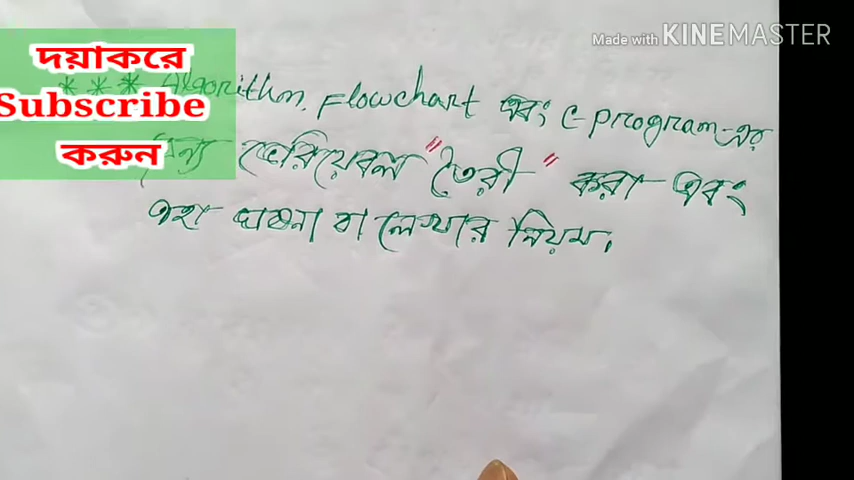 Made with KINEMASTER
দয়াকরে
Subscribe
করুন
*** Algorithm, Flowchart এবং C-program-এর
জন্য ভেরিয়েবল "তৈরী" করা এবং
এর ঘোষনা বা লেখার নিয়ম.